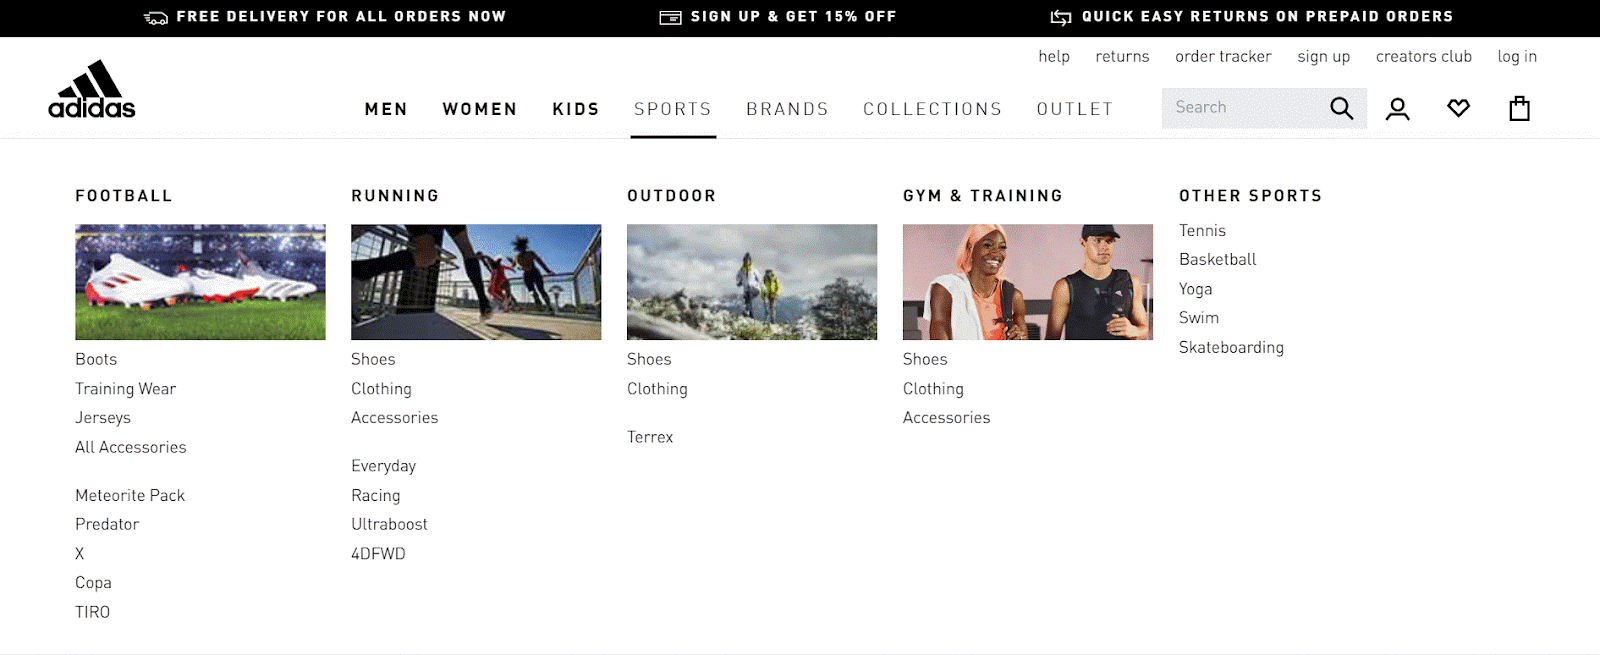 FREE DELIVERY FOR ALL ORDERS NOW
SIGN UP & GET 15% OFF
QUICK EASY RETURNS ON PREPAID ORDERS
help returns order tracker sign up creators club log in
adidas
MEN WOMEN KIDS SPORTS BRANDS COLLECTIONS OUTLET
Search
FOOTBALL
Boots
Training Wear
Jerseys
All Accessories
Meteorite Pack
Predator
X
Copa
TIRO
RUNNING
Shoes
Clothing
Accessories
Everyday
Racing
Ultraboost
4DFWD
OUTDOOR
Shoes
Clothing
Terrex
GYM & TRAINING
Shoes
Clothing
Accessories
OTHER SPORTS
Tennis
Basketball
Yoga
Swim
Skateboarding